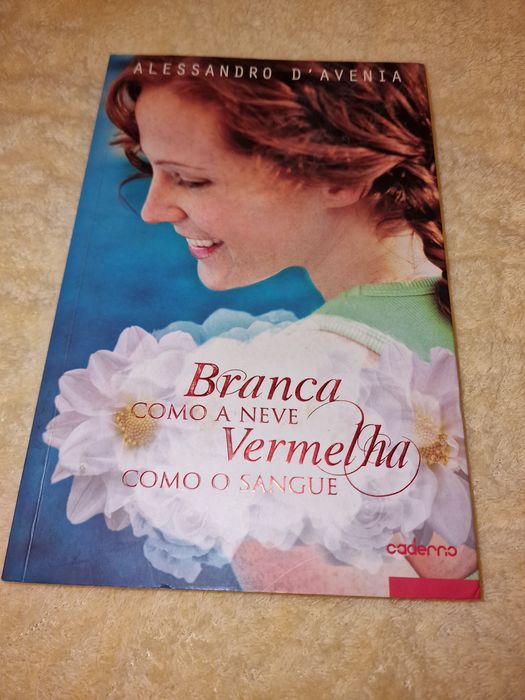 ALESSANDRO D'AVENIA
Branca
COMO A NEVE
Vermelha
COMO O SANGUE
caderno